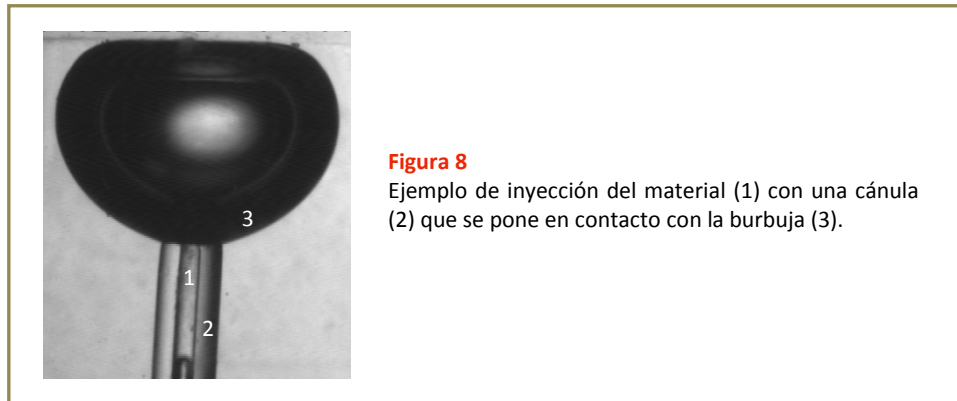 3
1
2
Figura 8
Ejemplo de inyección del material (1) con una cánula
(2) que se pone en contacto con la burbuja (3).